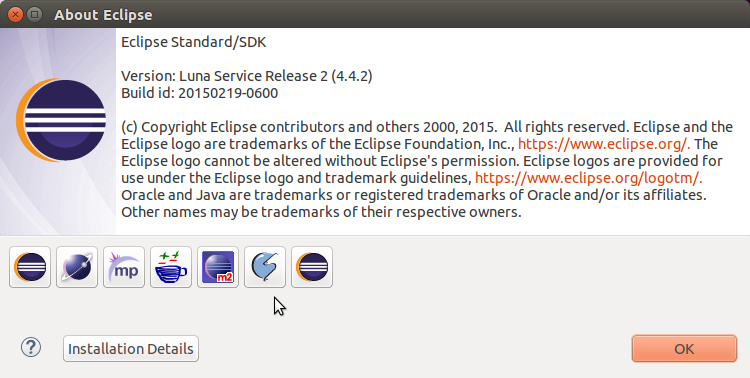 About Eclipse
Eclipse Standard/SDK
Version: Luna Service Release 2 (4.4.2)
Build id: 20150219-0600
(c) Copyright Eclipse contributors and others 2000, 2015.  All rights reserved. Eclipse and the
Eclipse logo are trademarks of the Eclipse Foundation, Inc., https://www.eclipse.org/. The
Eclipse logo cannot be altered without Eclipse's permission. Eclipse logos are provided for
use under the Eclipse logo and trademark guidelines, https://www.eclipse.org/logotm/.
Oracle and Java are trademarks or registered trademarks of Oracle and/or its affiliates.
Other names may be trademarks of their respective owners.
mp
m2
? Installation Details OK